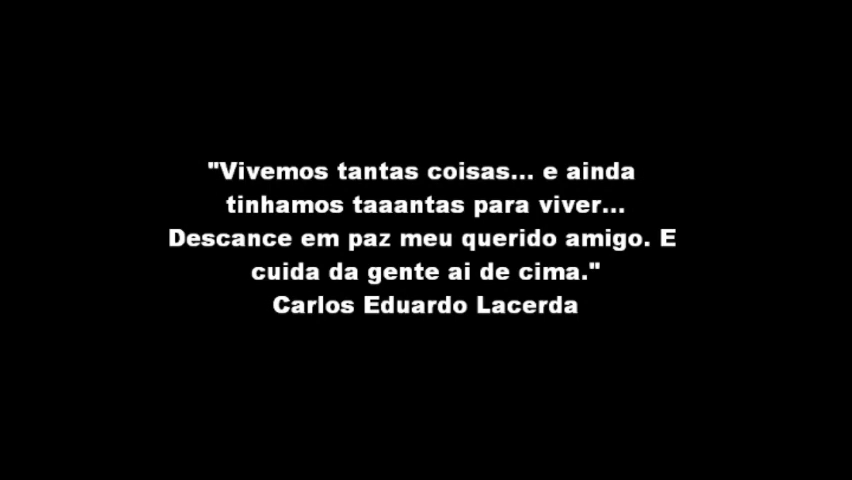 "Vivemos tantas coisas... e ainda
tinhamos taaantas para viver...
Descance em paz meu querido amigo. E
cuida da gente ai de cima."
Carlos Eduardo Lacerda